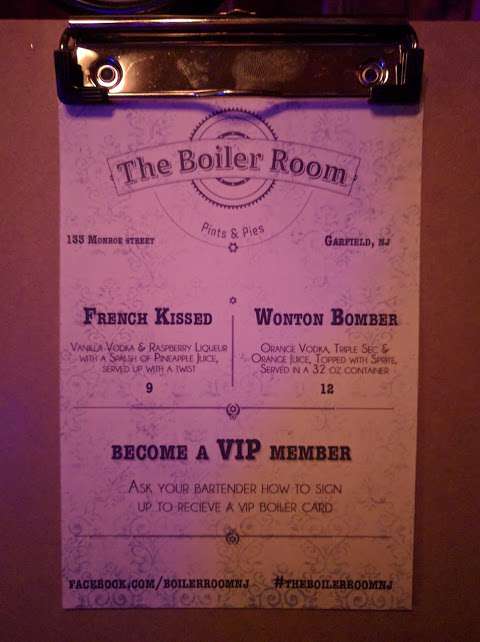 The Boiler Room
Pints & Pies
133 Monroe street
Garfield, NJ
French Kissed
Vanilla Vodka & Raspberry Liqueur
with a Spalsh of Pineapple Juice,
served up with a twist
9
Wonton Bomber
Orange Vodka, Triple Sec &
Orange Juice, Topped with Sprite,
Served in a 32 oz container
12
become a VIP member
Ask your bartender how to sign
up to recieve a vip boiler card
facebook.com/boilerroomnj
#theboilerroomnj